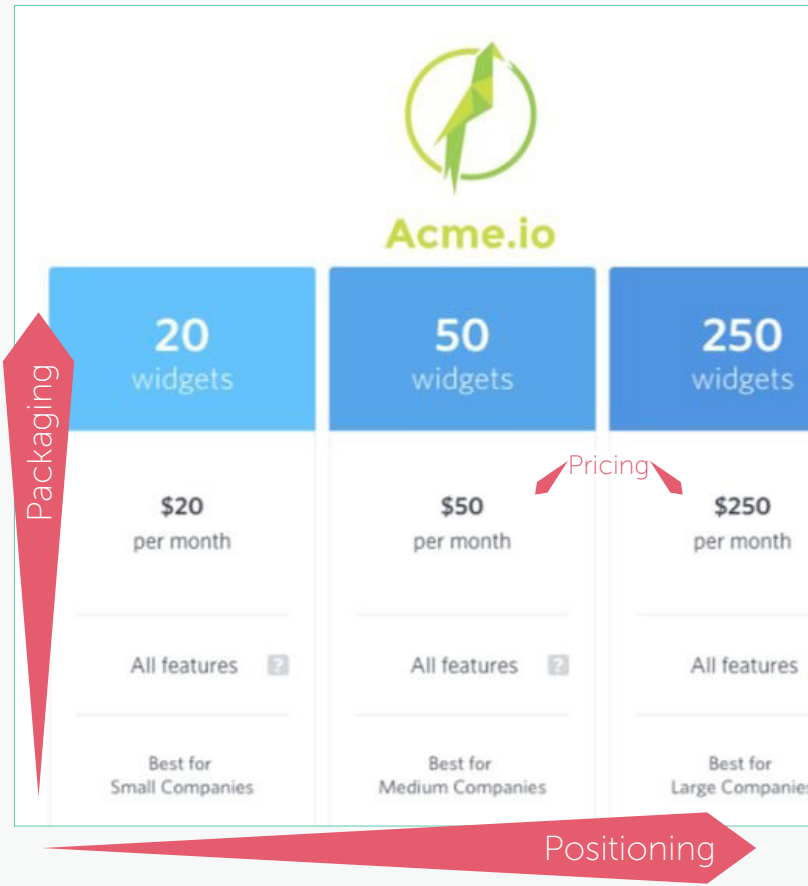 Acme.io
20
widgets
50
widgets
250
widgets
Packaging
Pricing
$20
per month
$50
per month
$250
per month
All features ?
All features ?
All features
Best for
Small Companies
Best for
Medium Companies
Best for
Large Companies
Positioning